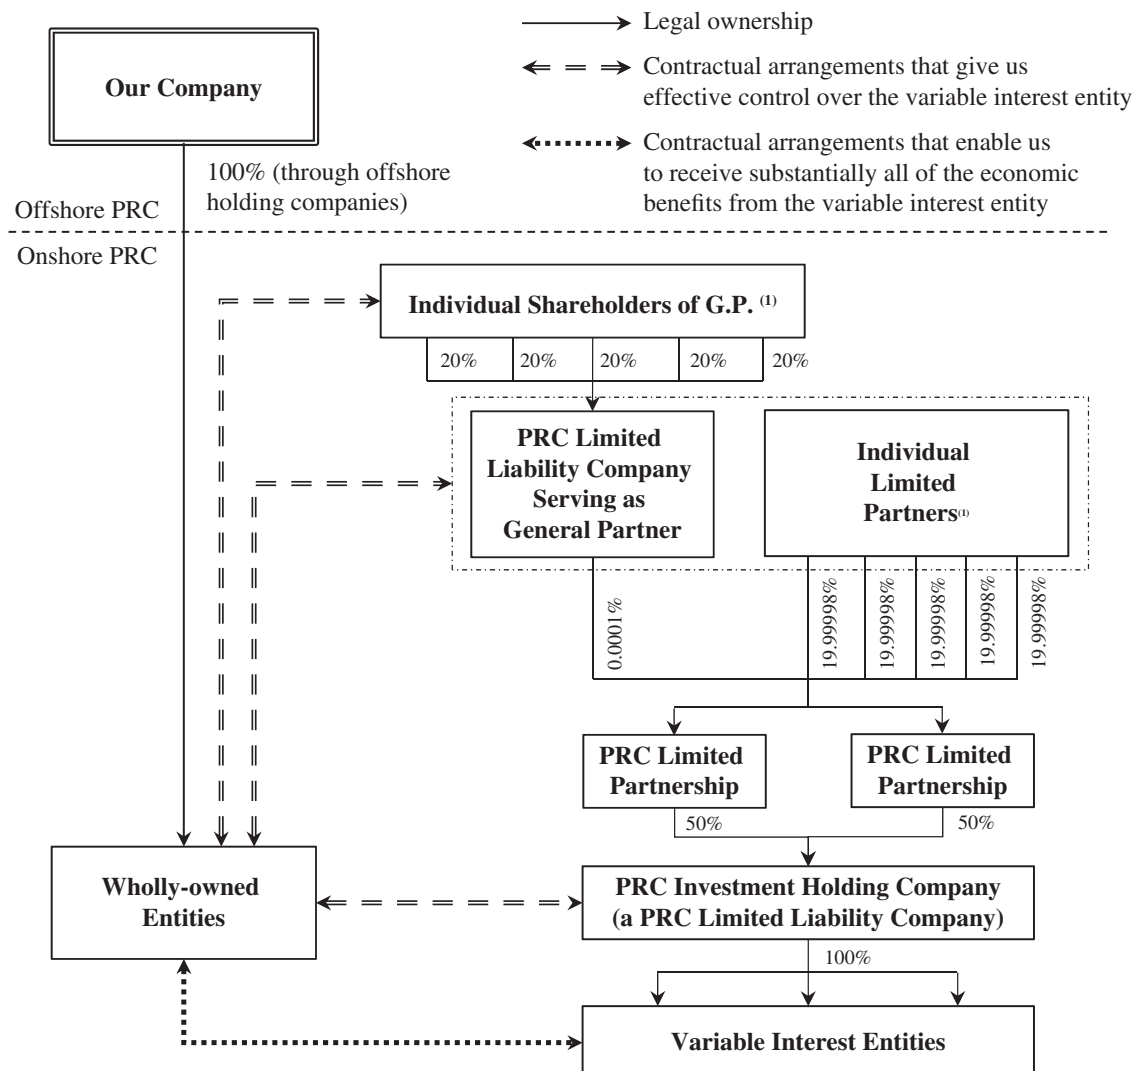 Our Company
Legal ownership
Contractual arrangements that give us
effective control over the variable interest entity
Contractual arrangements that enable us
to receive substantially all of the economic
benefits from the variable interest entity
100% (through offshore
holding companies)
Offshore PRC
Onshore PRC
Individual Shareholders of G.P. (1)
20%
20%
20%
20%
20%
PRC Limited
Liability Company
Serving as
General Partner
Individual
Limited
Partners(1)
0.0001%
19.99998%
19.99998%
19.99998%
19.99998%
19.99998%
PRC Limited
Partnership
PRC Limited
Partnership
50%
50%
Wholly-owned
Entities
PRC Investment Holding Company
(a PRC Limited Liability Company)
100%
Variable Interest Entities